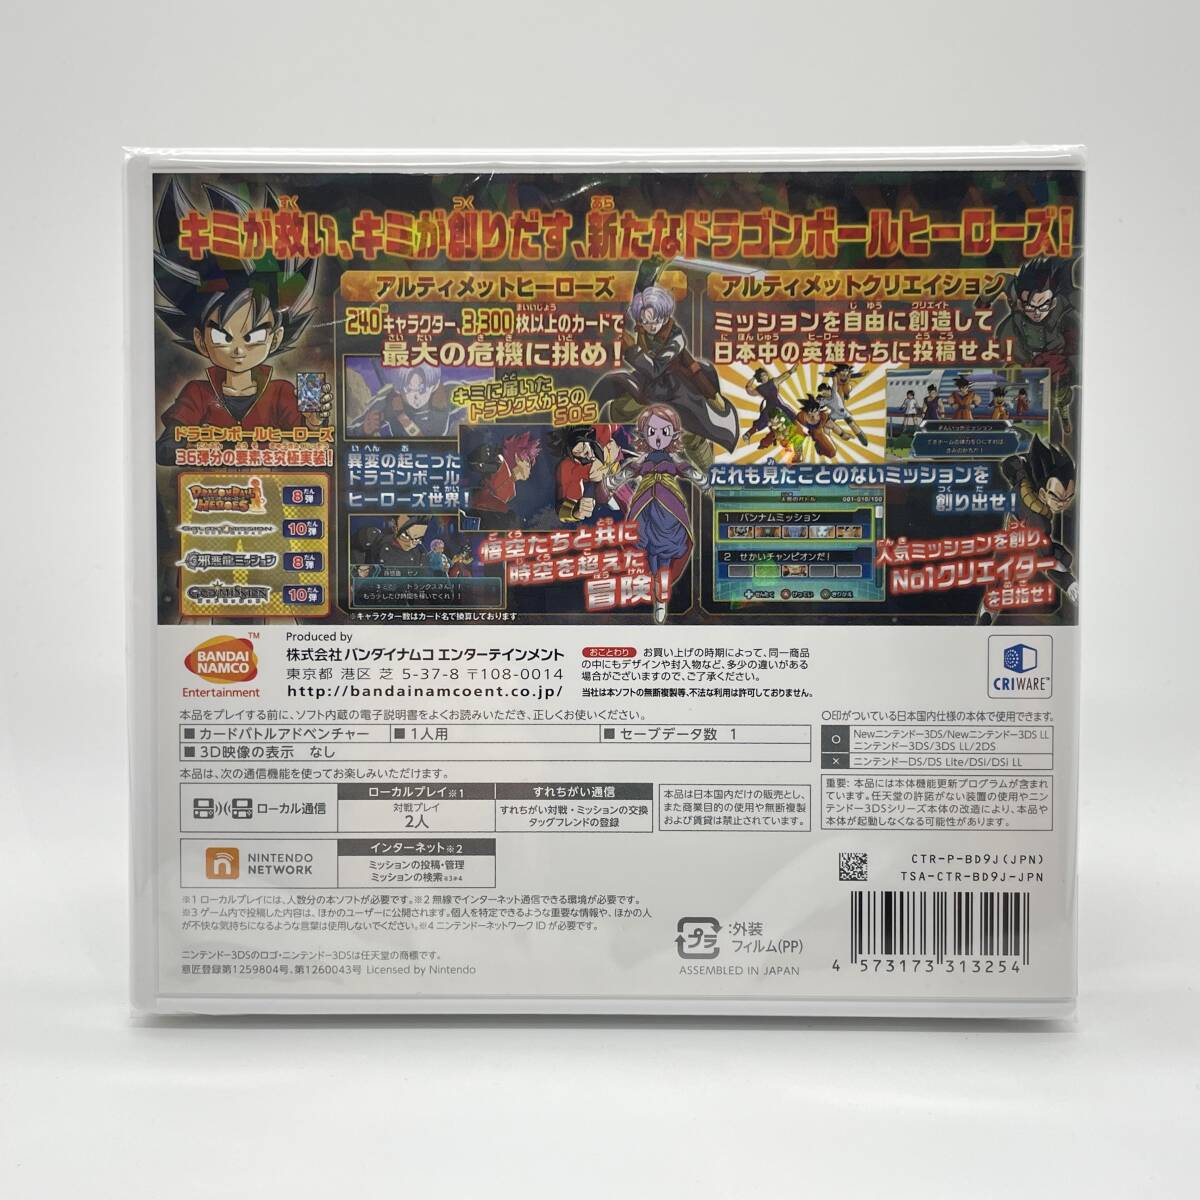 キミが救い、キミが創りだす、新たなドラゴンボールヒーローズ!
アルティメットヒーローズ
240キャラクター、3,300枚以上のカードで
最大の危機に挑め!
キミに届いた
トランクスからの
SOS
異変の起こった
ドラゴンボール
ヒーローズ世界!
悟空たちと共に
時空を超えた
冒険!
※キャラクター数はカード名で換算しております。
アルティメットクリエイション
ミッションを自由に創造して
日本中の英雄たちに投稿せよ!
だれも見たことのないミッションを
創り出せ!
1 バンナムミッション
2 せかいチャンピオンだ!
人気ミッションを創り、
No1クリエイター
を目指せ!
ドラゴンボールヒーローズ
36弾分の要素を究極実装!
DRAGONBALL HEROES 8弾
GALAXY MISSION 10弾
邪悪龍ミッション 8弾
GOD MISSION 10弾
BANDAI NAMCO
Entertainment
Produced by
株式会社バンダイナムコ エンターテインメント
東京都 港区 芝 5-37-8 〒108-0014
http://bandainamcoent.co.jp/
おことわり お買い上げの時期によって、同一商品
の中にもデザインや封入物など、多少の違いがある
場合がございますので、ご了承ください。
当社は本ソフトの無断複製等、不法な利用は許可しておりません。
CRIWARE™
本品をプレイする前に、ソフト内蔵の電子説明書をよくお読みいただき、正しくお使いください。
■ カードバトルアドベンチャー ■ 1人用 ■ セーブデータ数 1
■ 3D映像の表示 なし
本品は、次の通信機能を使ってお楽しみいただけます。
ローカル通信
ローカルプレイ※1
対戦プレイ
2人
すれちがい通信
すれちがい対戦・ミッションの交換
タッグフレンドの登録
本品は日本国内だけの販売とし、
また商業目的の使用や無断複製
および賃貸は禁止されています。
NINTENDO
NETWORK
インターネット※2
ミッションの投稿・管理
ミッションの検索※3※4
〇印がついている日本国内仕様の本体で使用できます。
○ Newニンテンドー3DS/Newニンテンドー3DS LL
ニンテンドー3DS/3DS LL/2DS
× ニンテンドーDS/DS Lite/DSi/DSi LL
重要: 本品には本体機能更新プログラムが含まれ
ています。任天堂の許諾がない装置の使用やニン
テンドー3DSシリーズ本体の改造により、本品や
本体が起動しなくなる可能性があります。
CTR-P-BD9J(JPN)
TSA-CTR-BD9J-JPN
※1 ローカルプレイには、人数分の本ソフトが必要です。※2 無線でインターネット通信できる環境が必要です。
※3 ゲーム内で投稿した内容は、ほかのユーザーに公開されます。個人を特定できるような重要な情報や、ほかの人
が不快な気持ちになるような言葉は使用しないでください。※4 ニンテンドーネットワークIDが必要です。
ニンテンドー3DSのロゴ・ニンテンドー3DSは任天堂の商標です。
意匠登録第1259804号、第1260043号 Licensed by Nintendo
プラ :外装
フィルム(PP)
ASSEMBLED IN JAPAN
4 573173 313254